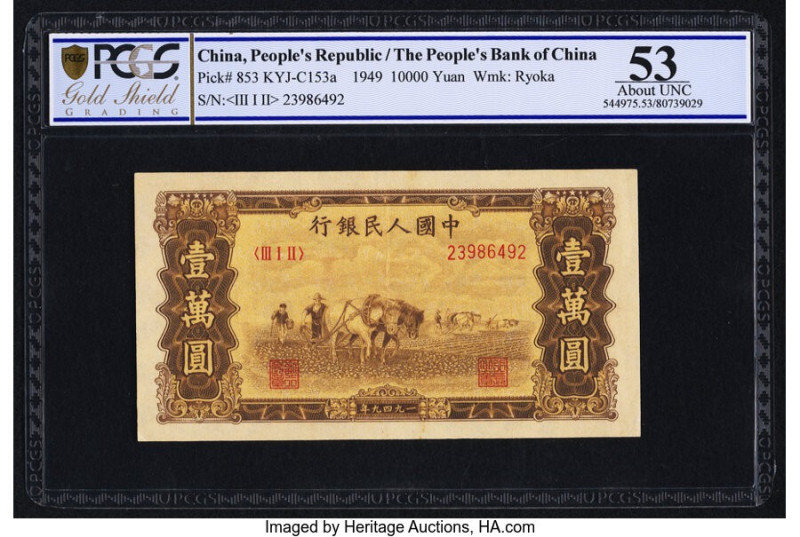 PCGS
Gold Shield
GRADING
China, People's Republic / The People's Bank of China
Pick# 853 KYJ-C153a 1949 10000 Yuan Wmk: Ryoka
S/N:<III I II> 23986492
53
About UNC
544975.53/80739029
行銀民人國中
〈III I II〉 23986492
壹萬圓
壹萬圓
年九四九一
Imaged by Heritage Auctions, HA.com